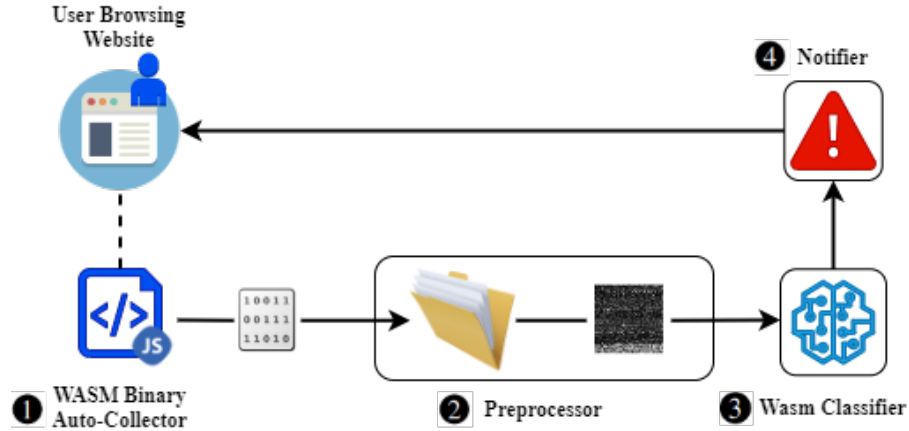 User Browsing
Website
4 Notifier
</>
JS
10011
00111
11010
1 WASM Binary
Auto-Collector
2 Preprocessor
3 Wasm Classifier